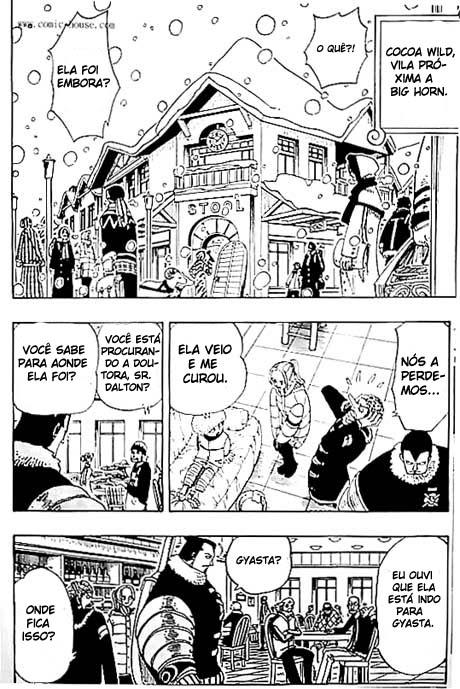 www.comic-house.com
COCOA WILD,
VILA PRÓ-
XIMA A
BIG HORN.
O QUÊ?!
ELA FOI
EMBORA?
STOOL
NÓS A
PERDE-
MOS...
ELA VEIO
E ME
CUROU.
VOCÊ ESTÁ
PROCURAN-
DO A DOU-
TORA, SR.
DALTON?
VOCÊ SABE
PARA AONDE
ELA FOI?
EU OUVI
QUE ELA
ESTÁ INDO
PARA
GYASTA.
GYASTA?
ONDE
FICA
ISSO?